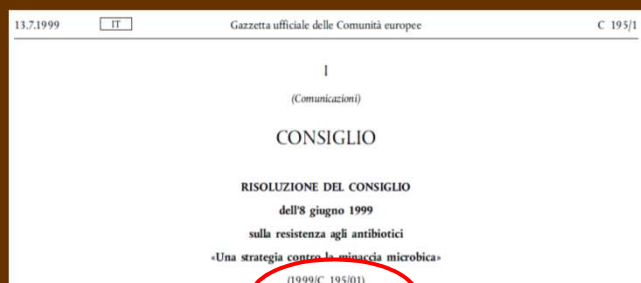 13.7.1999 IT Gazzetta ufficiale delle Comunità europee C 195/1
I
(Comunicazioni)
CONSIGLIO
RISOLUZIONE DEL CONSIGLIO
dell'8 giugno 1999
sulla resistenza agli antibiotici
«Una strategia contro la minaccia microbica»
(1999/C 195/01)